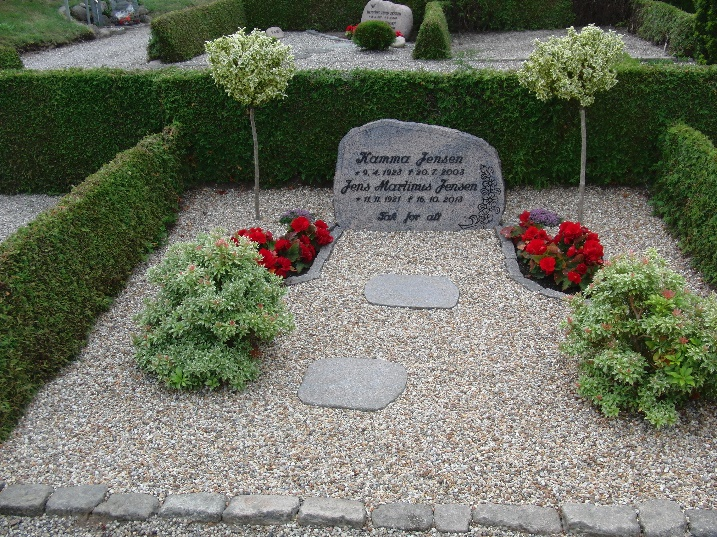 Kamma Jensen
* 9. 4. 1923 † 20. 7. 2003
Jens Martinus Jensen
* 11. 11. 1921 † 16. 10. 2013
Tak for alt